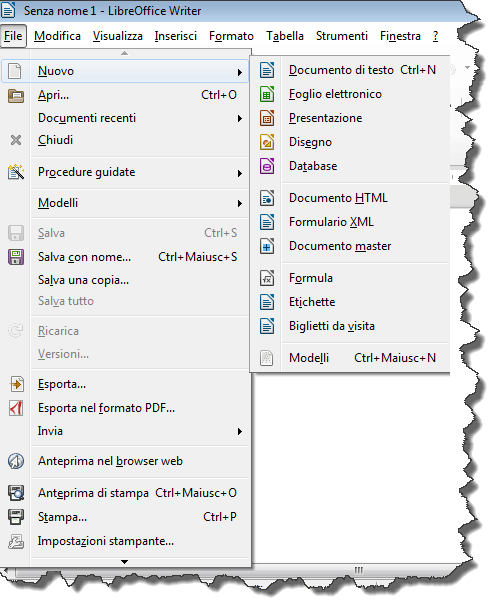 Senza nome 1 - LibreOffice Writer
File Modifica Visualizza Inserisci Formato Tabella Strumenti Finestra ?
Nuovo
Apri... Ctrl+O
Documenti recenti
Chiudi
Procedure guidate
Modelli
Salva Ctrl+S
Salva con nome... Ctrl+Maiusc+S
Salva una copia...
Salva tutto
Ricarica
Versioni...
Esporta...
Esporta nel formato PDF...
Invia
Anteprima nel browser web
Anteprima di stampa Ctrl+Maiusc+O
Stampa... Ctrl+P
Impostazioni stampante...
Documento di testo Ctrl+N
Foglio elettronico
Presentazione
Disegno
Database
Documento HTML
Formulario XML
Documento master
Formula
Etichette
Biglietti da visita
Modelli Ctrl+Maiusc+N